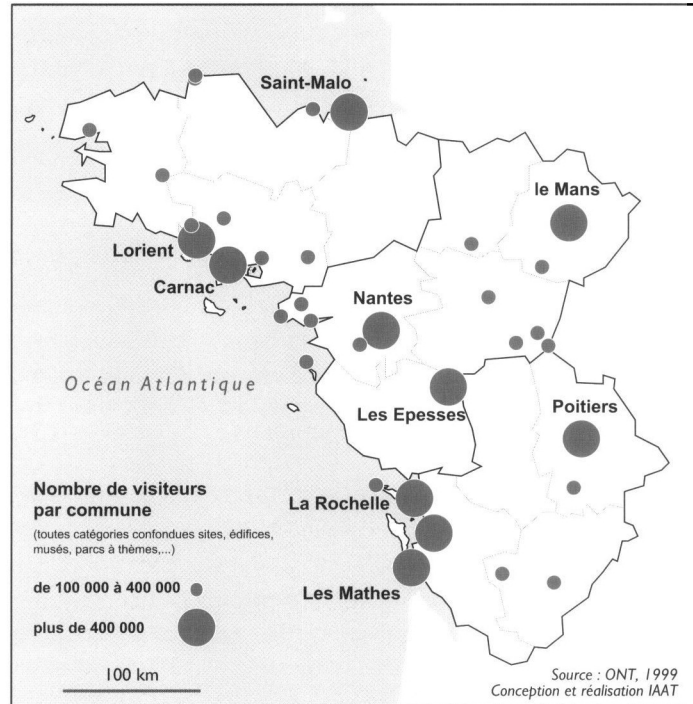 Saint-Malo
le Mans
Lorient
Carnac
Nantes
Océan Atlantique
Les Epesses
Poitiers
Nombre de visiteurs
par commune
(toutes catégories confondues sites, édifices,
musés, parcs à thèmes,...)
La Rochelle
Les Mathes
de 100 000 à 400 000
plus de 400 000
100 km
Source : ONT, 1999
Conception et réalisation IAAT